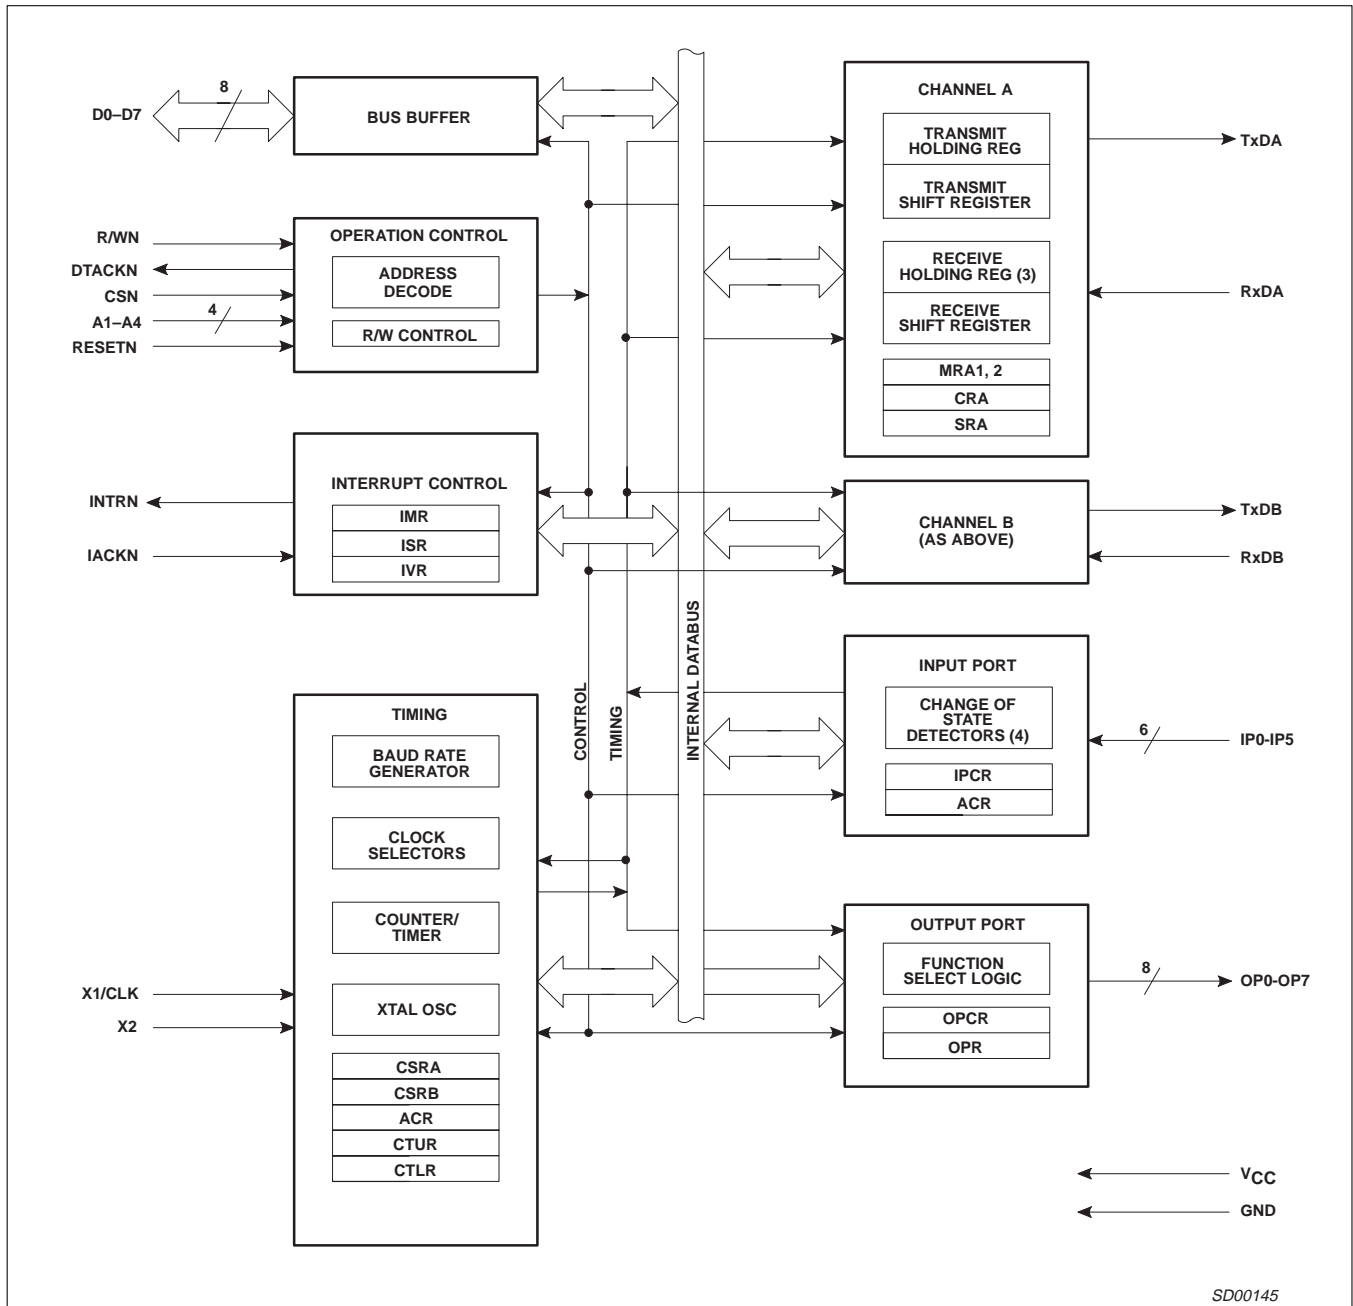 D0–D7
8
BUS BUFFER
R/WN
DTACKN
CSN
A1–A4
RESETN
4
OPERATION CONTROL
ADDRESS
DECODE
R/W CONTROL
INTRN
IACKN
INTERRUPT CONTROL
IMR
ISR
IVR
TIMING
BAUD RATE
GENERATOR
CLOCK
SELECTORS
COUNTER/
TIMER
XTAL OSC
CSRA
CSRB
ACR
CTUR
CTLR
X1/CLK
X2
CONTROL
TIMING
INTERNAL DATABUS
CHANNEL A
TRANSMIT
HOLDING REG
TRANSMIT
SHIFT REGISTER
RECEIVE
HOLDING REG (3)
RECEIVE
SHIFT REGISTER
MRA1, 2
CRA
SRA
TxDA
RxDA
CHANNEL B
(AS ABOVE)
TxDB
RxDB
INPUT PORT
CHANGE OF
STATE
DETECTORS (4)
IPCR
ACR
6
IP0-IP5
OUTPUT PORT
FUNCTION
SELECT LOGIC
OPCR
OPR
8
OP0-OP7
VCC
GND
SD00145